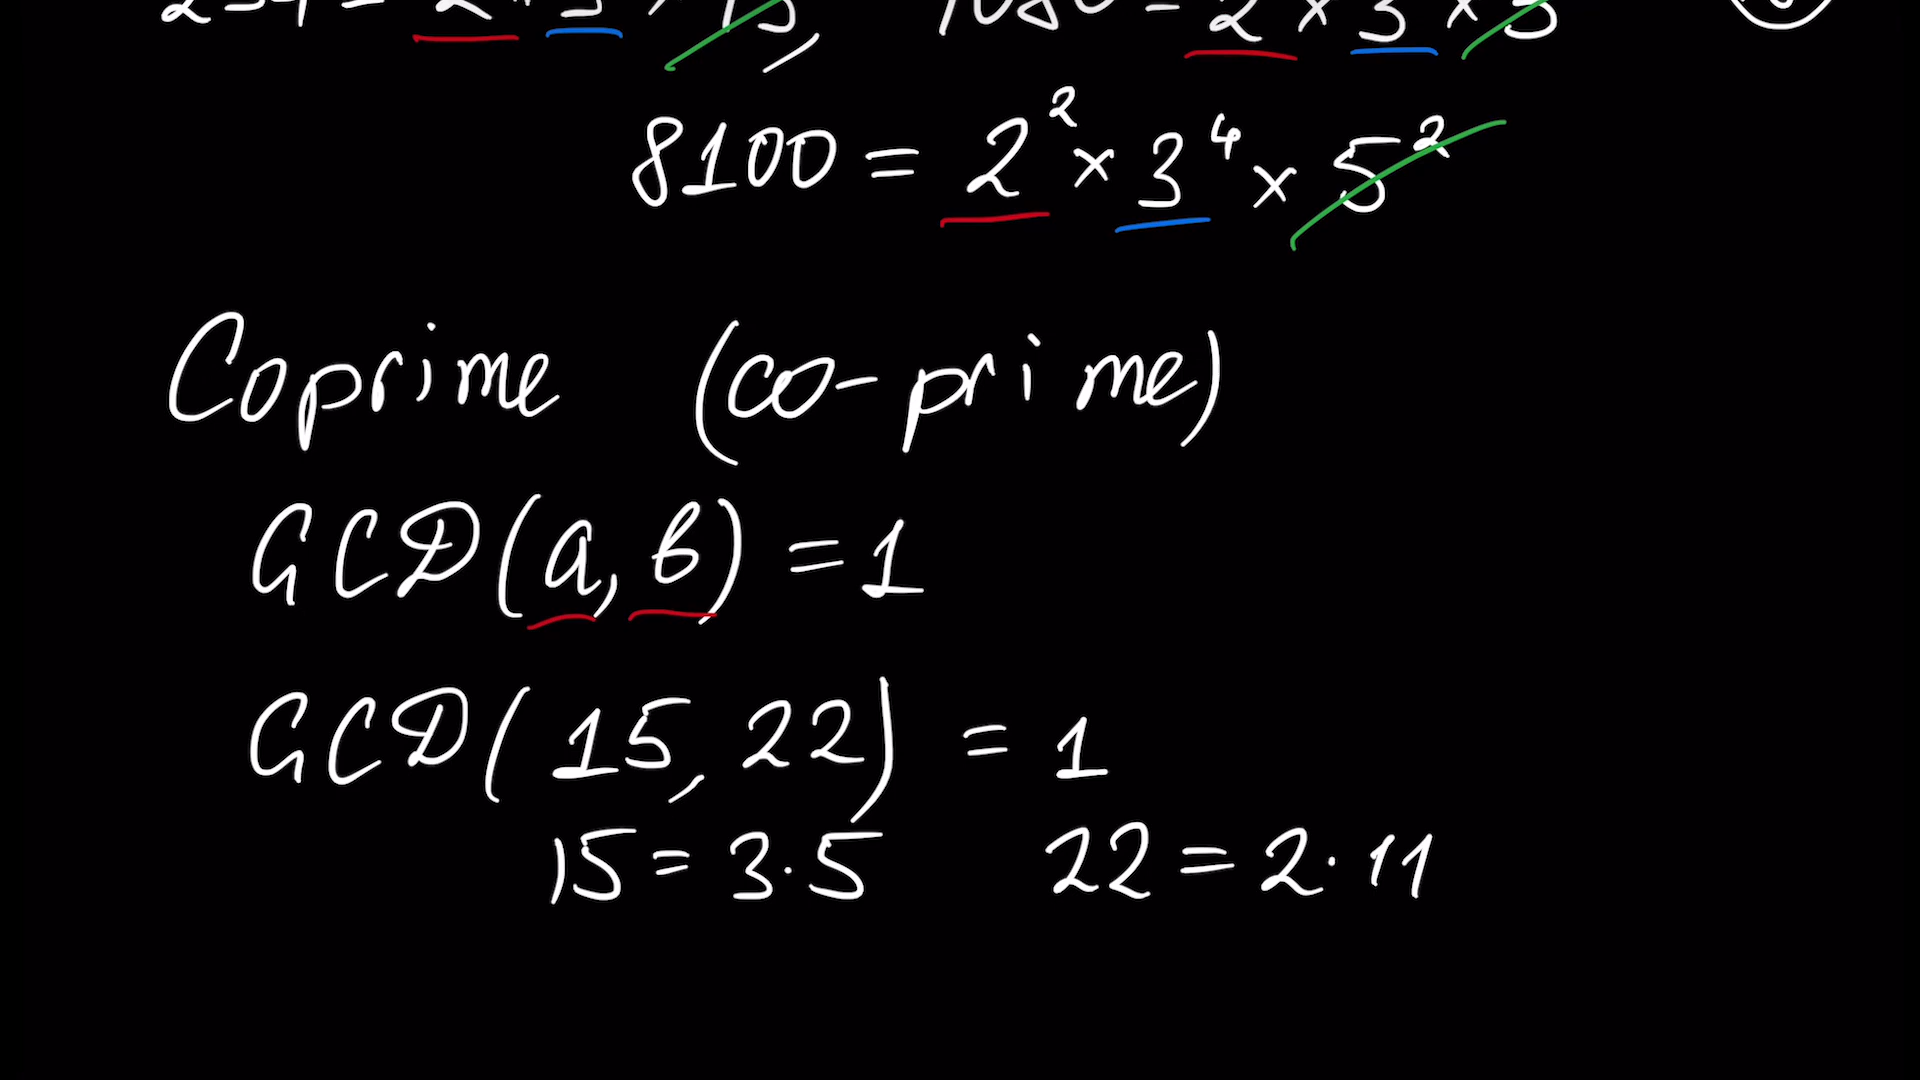 8100 = 2² × 3⁴ × 5²
Coprime (co-prime)
GCD(a, b) = 1
GCD(15, 22) = 1
15 = 3·5 22 = 2·11